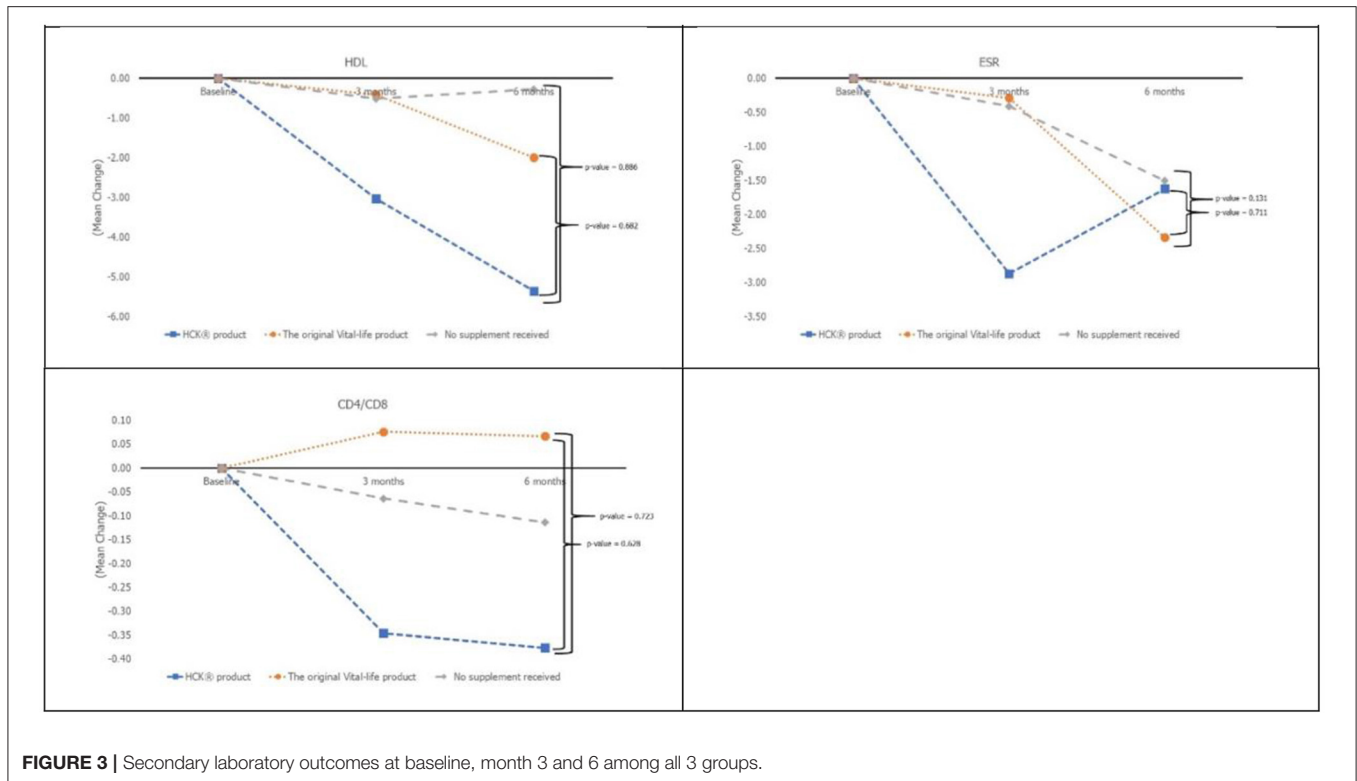 HDL
0.00
-1.00
-2.00
-3.00
-4.00
-5.00
-6.00
(Mean Change)
Baseline 3 months 6 months
p-value = 0.886
p-value = 0.682
HCK® product The original Vital-life product No supplement received
ESR
0.00
-0.50
-1.00
-1.50
-2.00
-2.50
-3.00
-3.50
(Mean Change)
Baseline 3 months 6 months
p-value = 0.131
p-value = 0.711
HCK® product The original Vital-life product No supplement received
CD4/CD8
0.10
0.05
0.00
-0.05
-0.10
-0.15
-0.20
-0.25
-0.30
-0.35
-0.40
(Mean Change)
Baseline 3 months 6 months
p-value = 0.723
p-value = 0.628
HCK® product The original Vital-life product No supplement received
FIGURE 3 | Secondary laboratory outcomes at baseline, month 3 and 6 among all 3 groups.